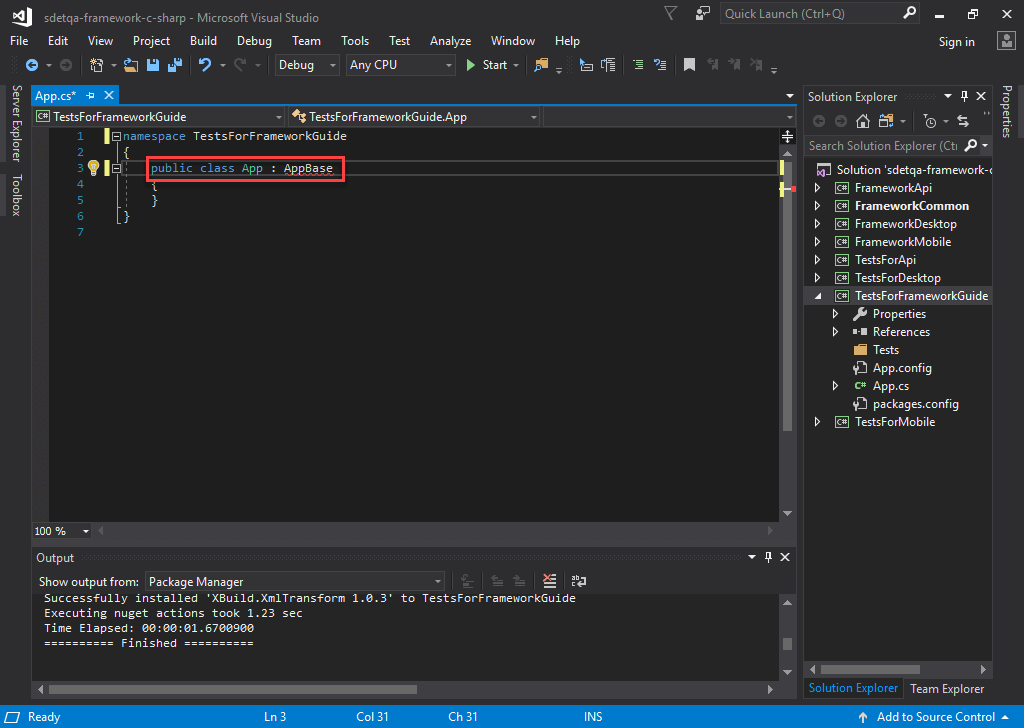 sdetqa-framework-c-sharp - Microsoft Visual Studio
Quick Launch (Ctrl+Q)
File Edit View Project Build Debug Team Tools Test Analyze Window Help
Sign in
Debug Any CPU Start
Server Explorer
Toolbox
App.cs*
C# TestsForFrameworkGuide
TestsForFrameworkGuide.App
1 namespace TestsForFrameworkGuide
2 {
3 public class App : AppBase
4 {
5 }
6 }
7
100 %
Output
Show output from: Package Manager
Successfully installed 'XBuild.XmlTransform 1.0.3' to TestsForFrameworkGuide
Executing nuget actions took 1.23 sec
Time Elapsed: 00:00:01.6700900
========== Finished ==========
Solution Explorer
Search Solution Explorer (Ctrl
Solution 'sdetqa-framework-c
C# FrameworkApi
C# FrameworkCommon
C# FrameworkDesktop
C# FrameworkMobile
C# TestsForApi
C# TestsForDesktop
C# TestsForFrameworkGuide
Properties
References
Tests
App.config
C# App.cs
packages.config
C# TestsForMobile
Solution Explorer Team Explorer
Properties
Ready Ln 3 Col 31 Ch 31 INS Add to Source Control